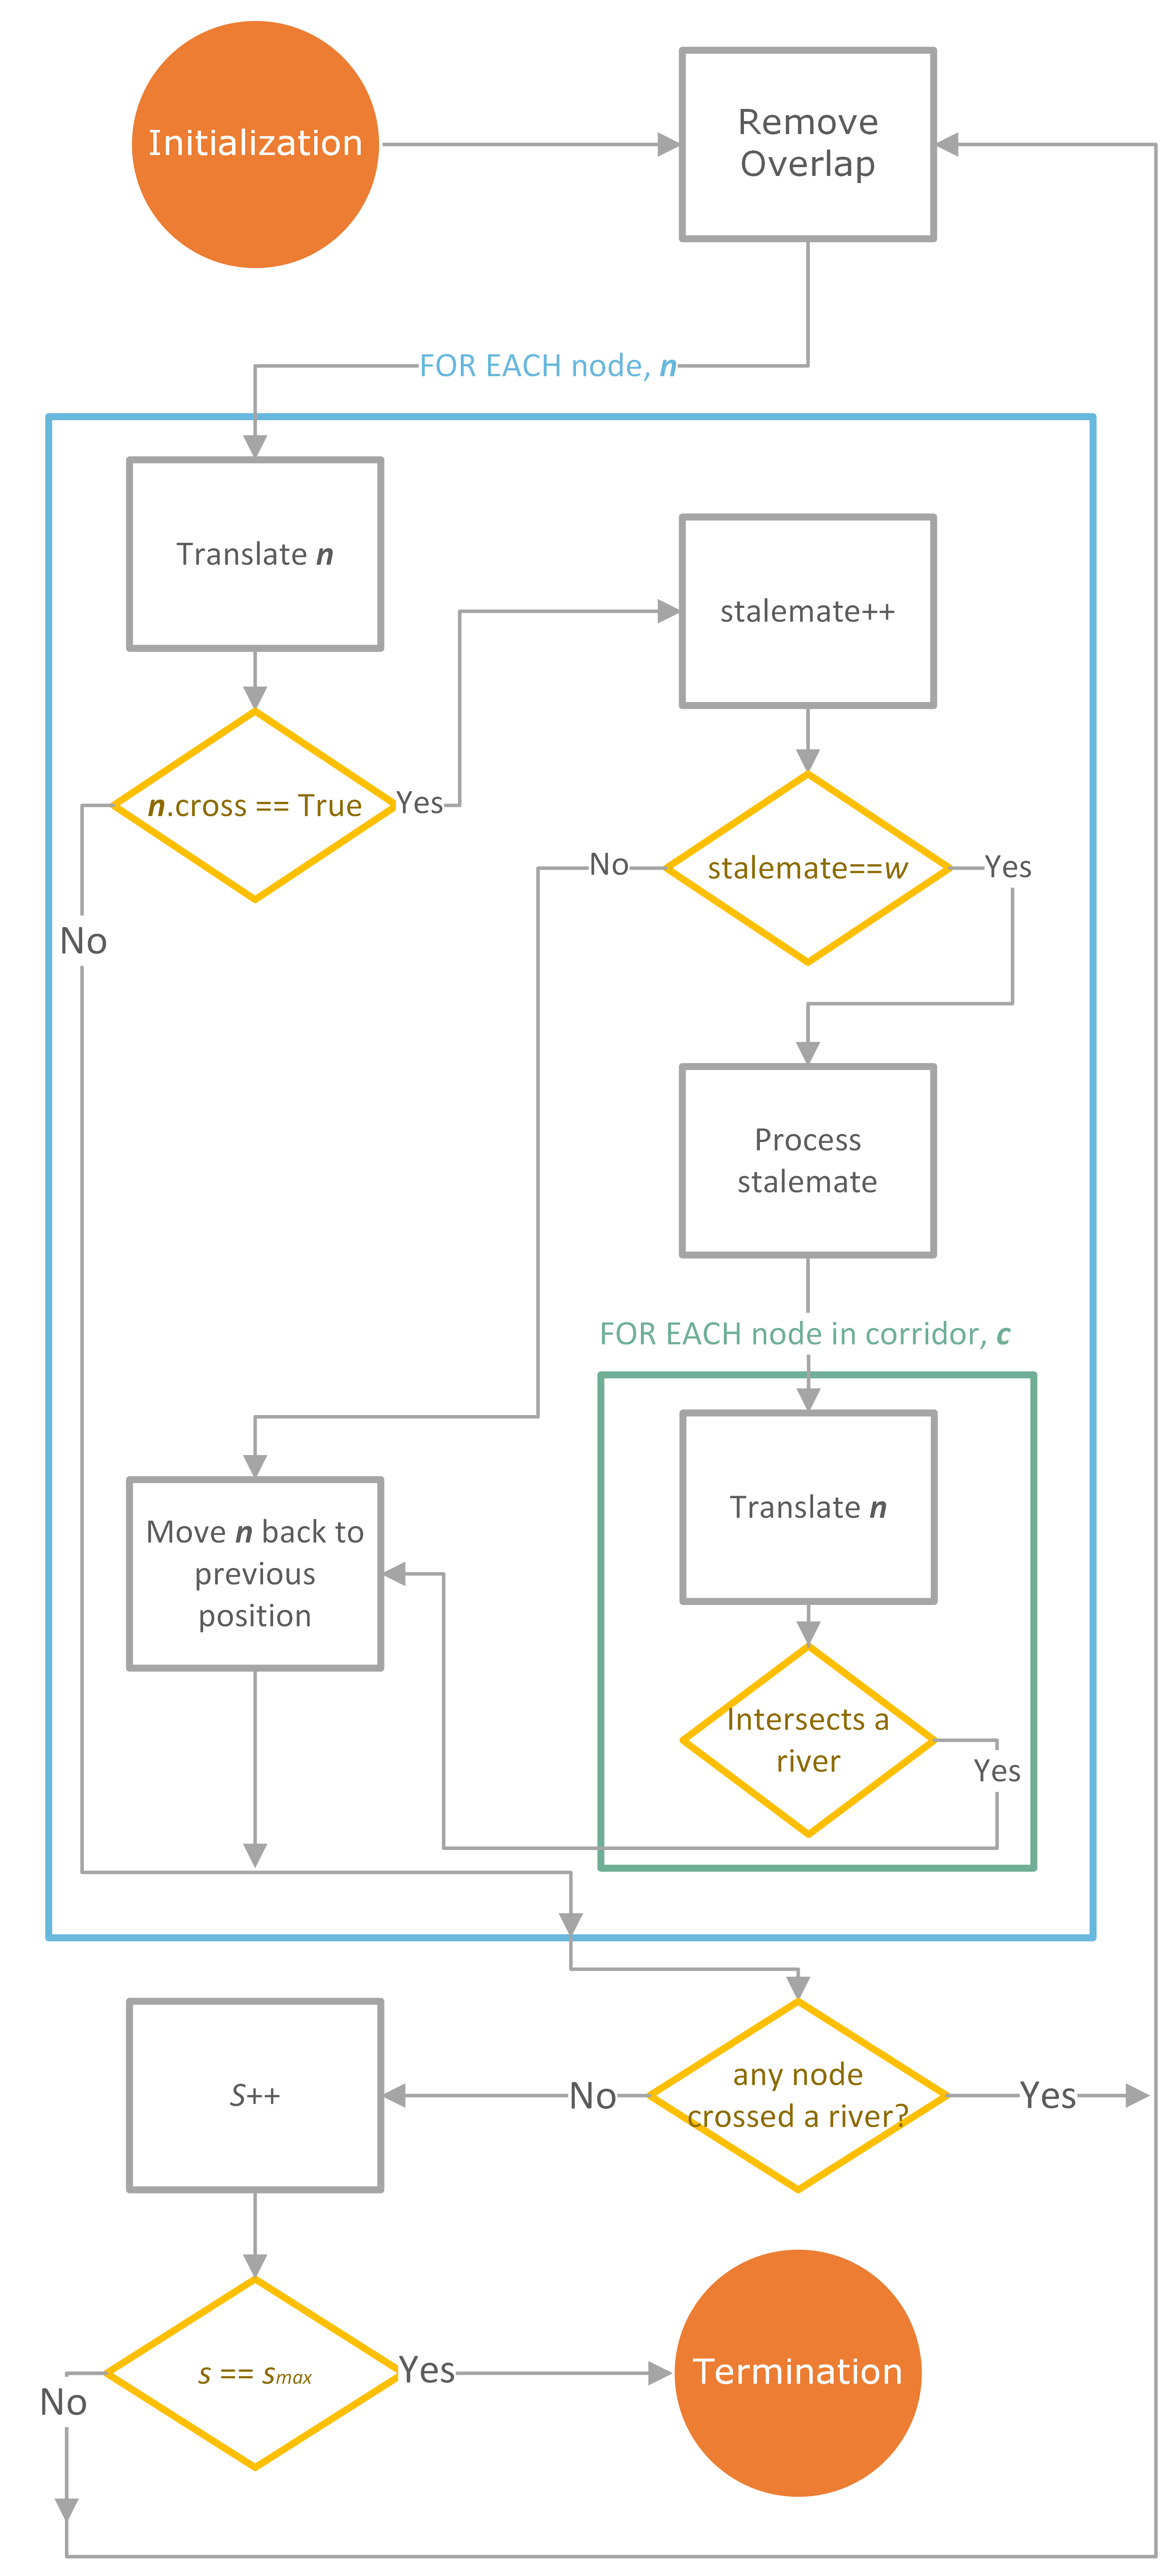 Initialization
Remove
Overlap
FOR EACH node, n
Translate n
stalemate++
n.cross == True
Yes
No
stalemate==w
Yes
No
Process
stalemate
FOR EACH node in corridor, c
Translate n
Move n back to
previous
position
Intersects a
river
Yes
any node
crossed a river?
Yes
No
S++
s == smax
Yes
No
Termination